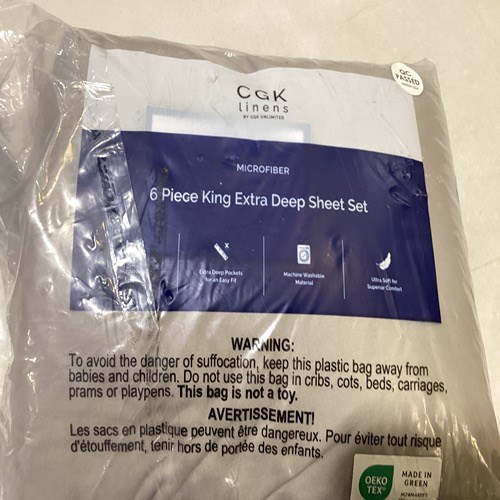 QC
PASSED
CGK
linens
BY CGK UNLIMITED
MICROFIBER
6 Piece King Extra Deep Sheet Set
Extra Deep Pockets
for an Easy Fit
Machine Washable
Material
Ultra Soft for
Superior Comfort
WARNING:
To avoid the danger of suffocation, keep this plastic bag away from
babies and children. Do not use this bag in cribs, cots, beds, carriages,
prams or playpens. This bag is not a toy.
AVERTISSEMENT!
Les sacs en plastique peuvent être dangereux. Pour éviter tout risque
d'étouffement, tenir hors de portée des enfants.
OEKO
TEX®
MADE IN
GREEN